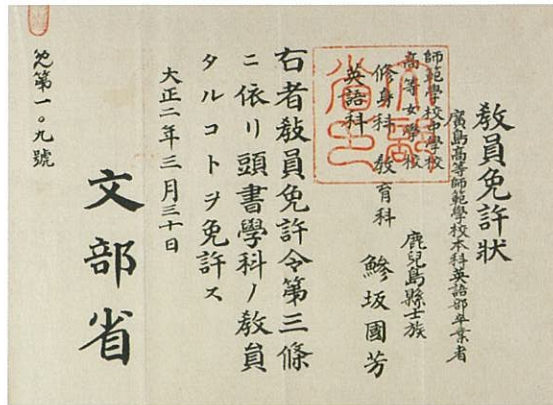 教員免許状
廣島高等師範學校本科英語部卒業者
鹿兒島縣士族
鰺坂國芳
師範學校中學校
高等女學校
修身科 教育科
英語科
右者教員免許令第三條
ニ依リ頭書學科ノ教員
タルコトヲ免許ス
大正二年三月三十日
文部省
免第一〇九號